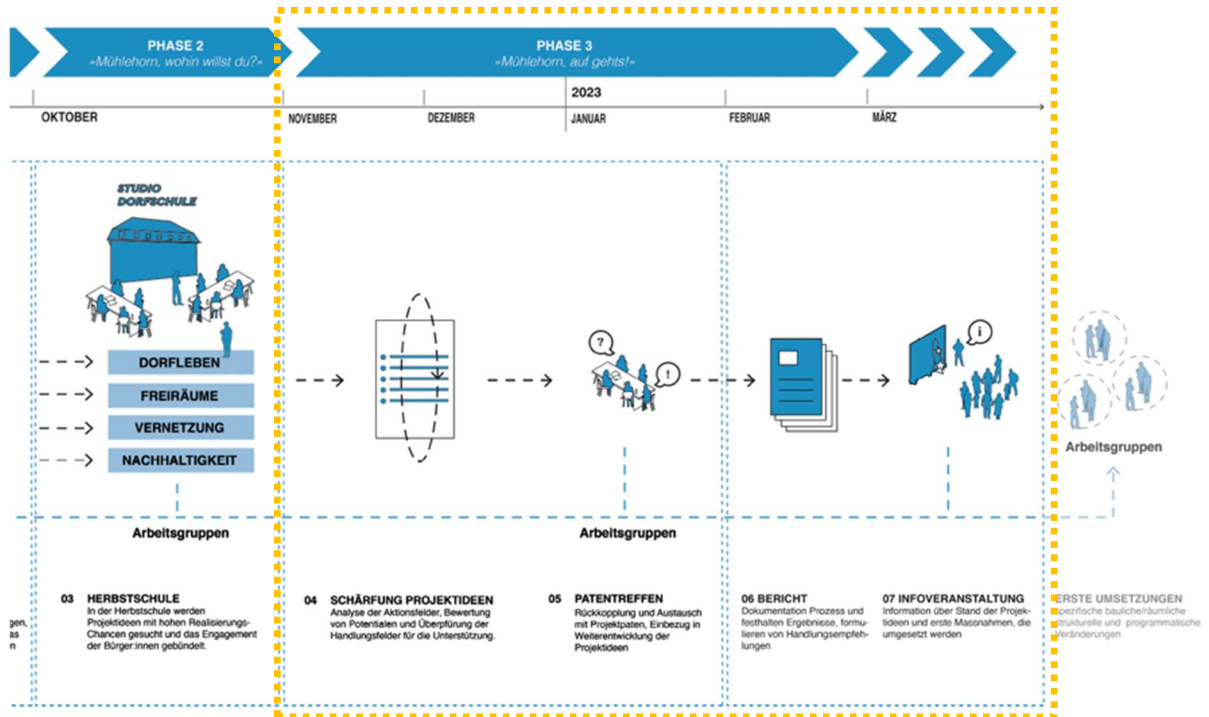 PHASE 2
»Mühlehorn, wohin willst du?»
PHASE 3
»Mühlehorn, auf gehts!»
2023
OKTOBER
NOVEMBER
DEZEMBER
JANUAR
FEBRUAR
MÄRZ
STUDIO
DORFSCHULE
DORFLEBEN
FREIRÄUME
VERNETZUNG
NACHHALTIGKEIT
?
!
i
Arbeitsgruppen
Arbeitsgruppen
Arbeitsgruppen
03 HERBSTSCHULE
In der Herbstschule werden
Projektideen mit hohen Realisierungs-
Chancen gesucht und das Engagement
der Bürger:innen gebündelt.
04 SCHÄRFUNG PROJEKTIDEEN
Analyse der Aktionsfelder, Bewertung
von Potentialen und Überpfürung der
Handlungsfelder für die Unterstützung.
05 PATENTREFFEN
Rückkopplung und Austausch
mit Projektpaten, Einbezug in
Weiterentwicklung der
Projektideen
06 BERICHT
Dokumentation Prozess und
festhalten Ergebnisse, formu-
lieren von Handlungsempfeh-
lungen
07 INFOVERANSTALTUNG
Information über Stand der Projek-
tideen und erste Massnahmen, die
umgesetzt werden
ERSTE UMSETZUNGEN
spezifische bauliche/räumliche
strukturelle und programmatische
Veränderungen